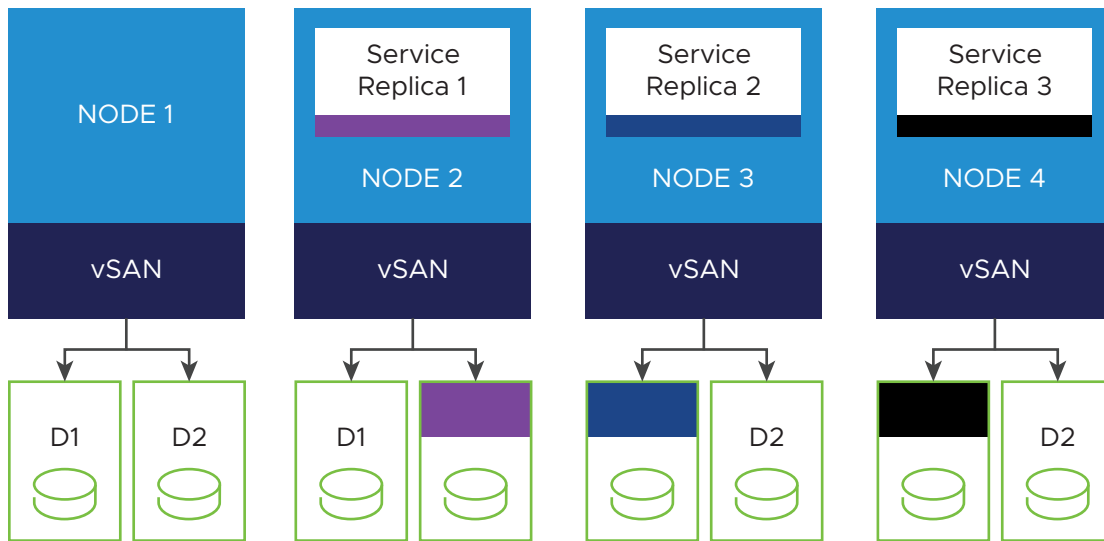 NODE 1
Service
Replica 1
NODE 2
Service
Replica 2
NODE 3
Service
Replica 3
NODE 4
vSAN
vSAN
vSAN
vSAN
D1
D2
D1
D2
D2